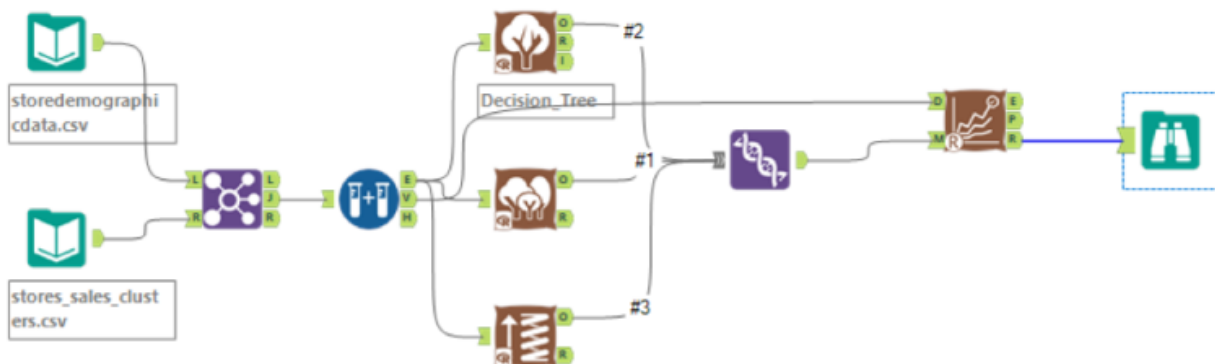 storedemographi
cdata.csv
stores_sales_clust
ers.csv
L
R
L
J
R
E
V
H
O
R
I
R
Decision_Tree
O
R
R
O
R
R
#2
#1
#3
D
M
E
P
R
R